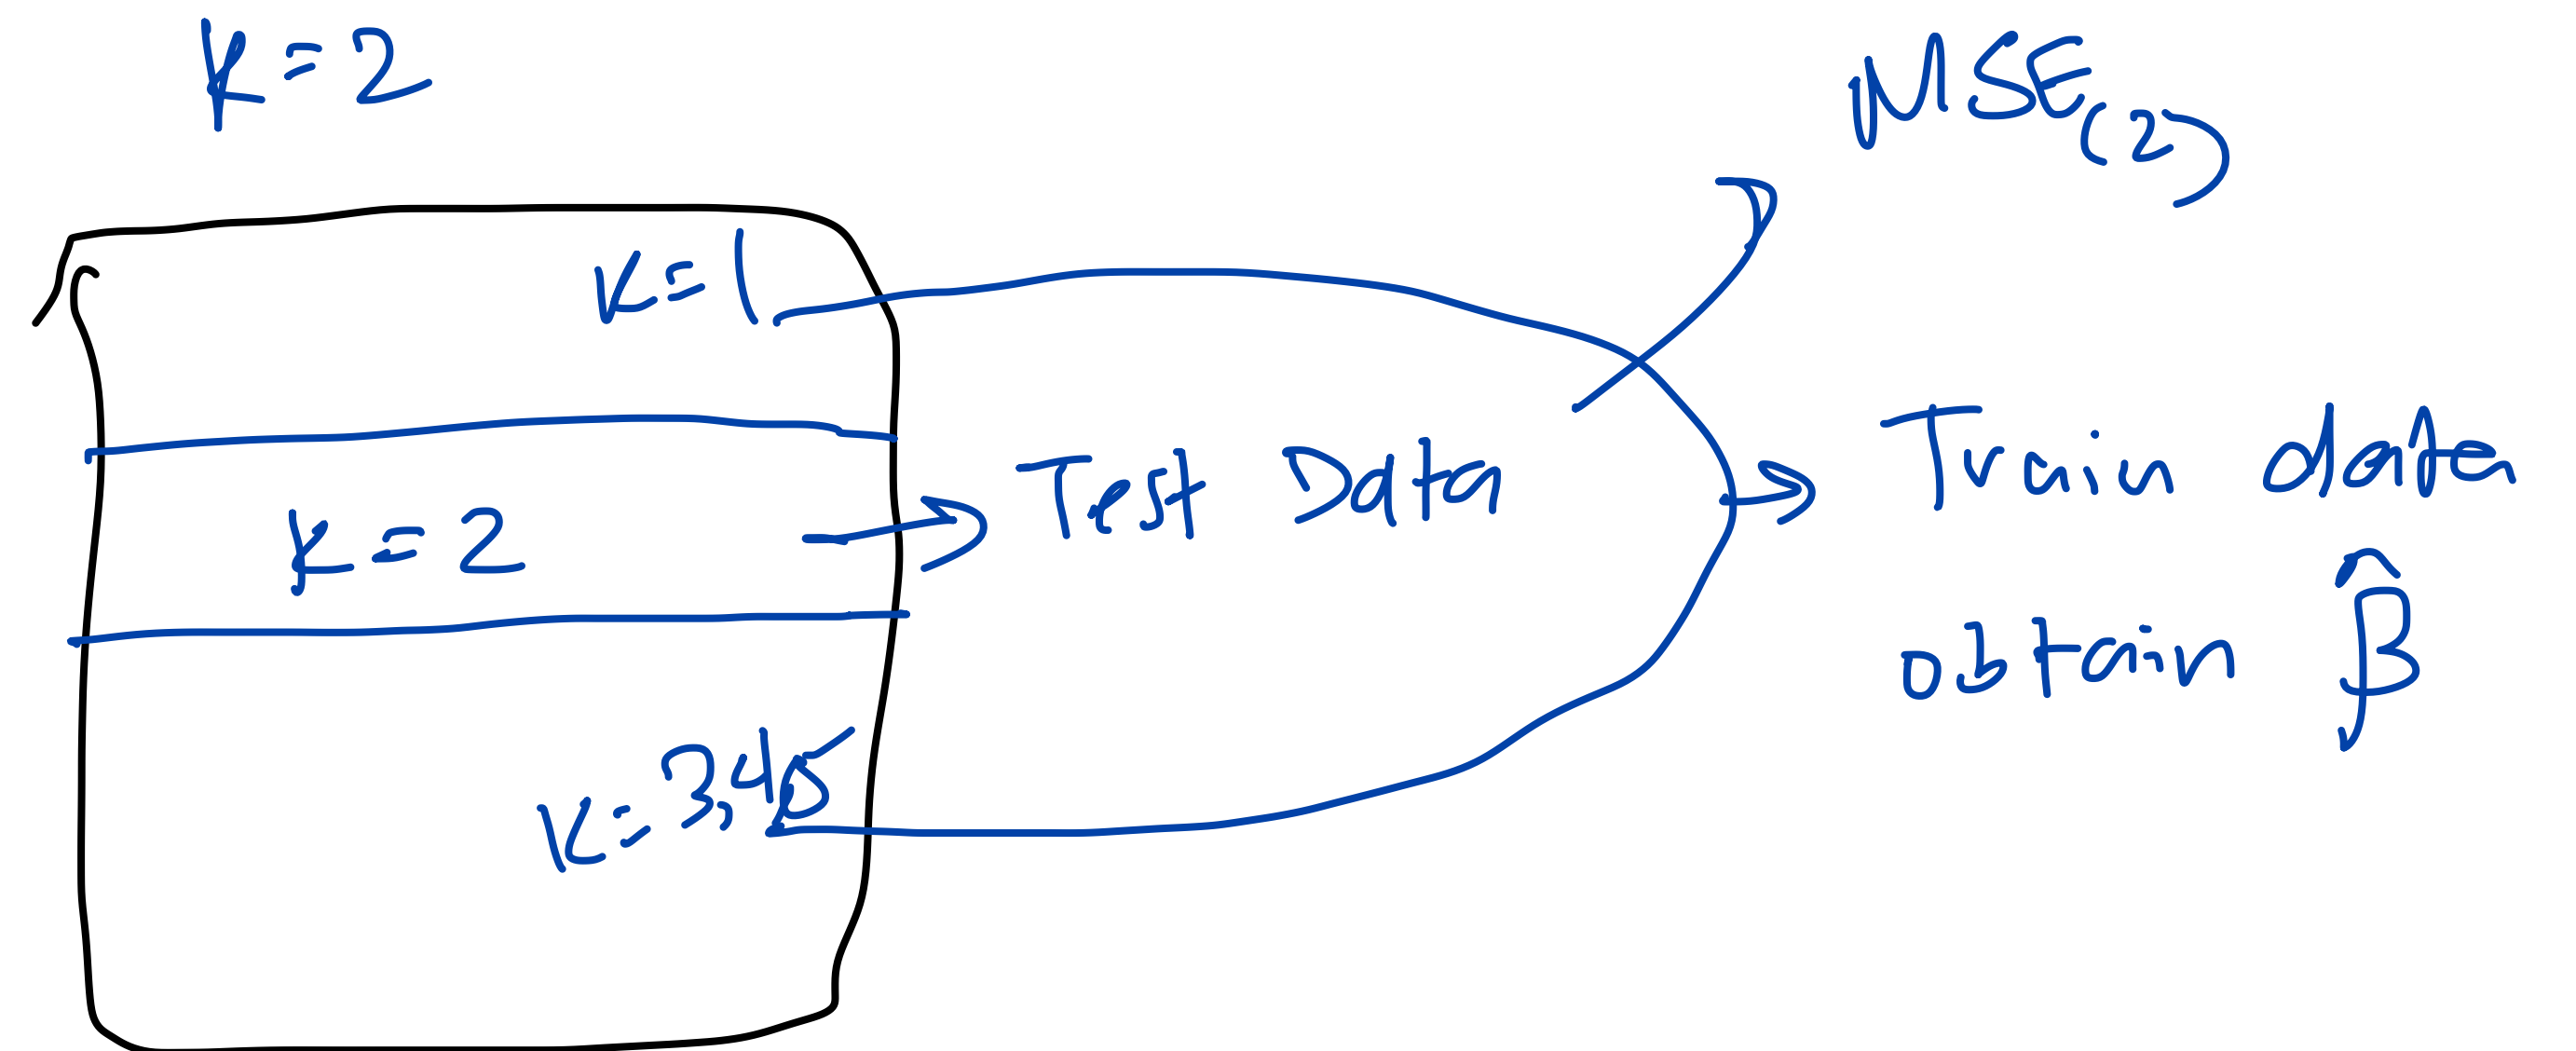 K = 2
MSE(2)
K = 1
Test Data
Train data
K = 2
obtain β̂
K = 3,4,5